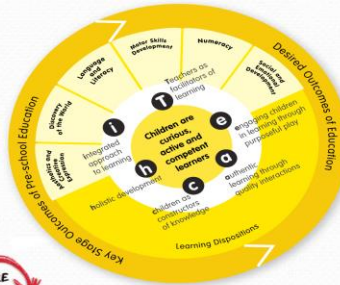 Key Stage Outcomes of Pre-school Education
Desired Outcomes of Education
Aesthetics
and Creative
Expression
Discovery
of the World
Language
and
Literacy
Motor Skills
Development
Numeracy
Social and
Emotional
Development
i
Integrated
approach
to learning
T
Teachers as
facilitators of
learning
e
engaging children
in learning through
purposeful play
a
authentic
learning through
quality interactions
c
children as
constructors
of knowledge
h
holistic development
Children are
curious,
active and
competent
learners
Learning Dispositions